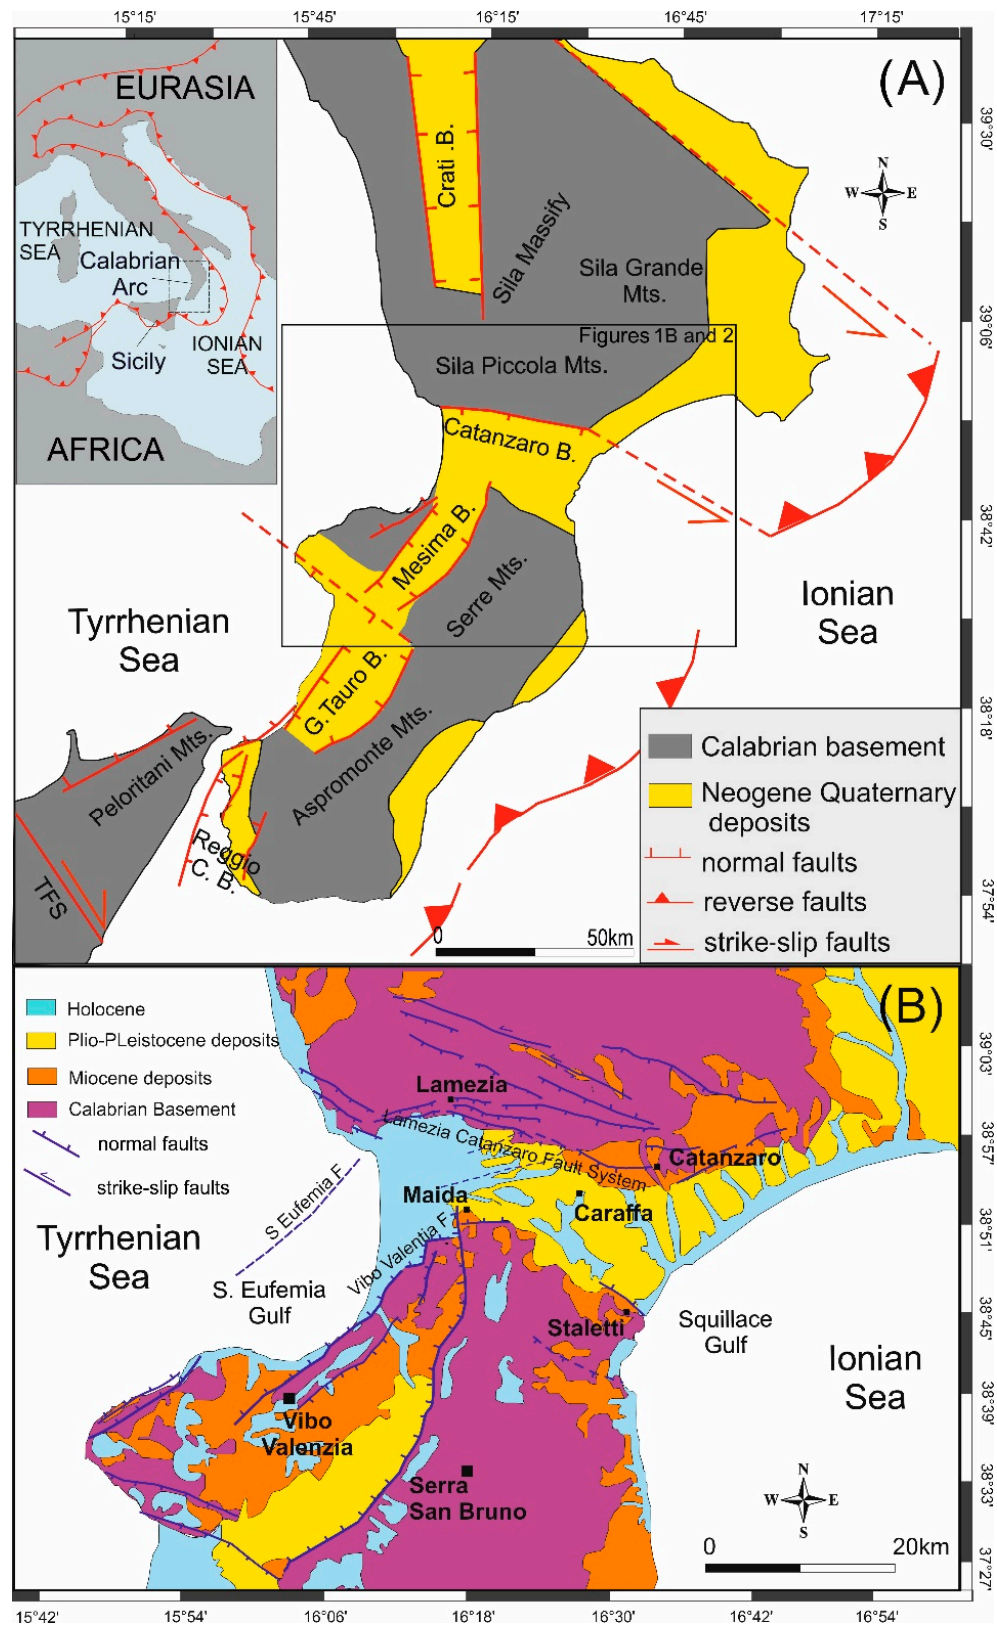 15°15'
15°45'
16°15'
16°45'
17°15'
(A)
EURASIA
TYRRHENIAN
SEA
Calabrian
Arc
Sicily
IONIAN
SEA
AFRICA
Crati .B.
Sila Massify
Sila Grande
Mts.
Figures 1B and 2
Sila Piccola Mts.
Catanzaro B.
Mesima B.
Serre Mts.
G.Tauro B.
Aspromonte Mts.
Peloritani Mts.
Reggio
C. B.
TFS
Tyrrhenian
Sea
Ionian
Sea
N
W E
S
39°30'
39°06'
38°42'
38°18'
37°54'
Calabrian basement
Neogene Quaternary
deposits
normal faults
reverse faults
strike-slip faults
0 50km
(B)
Holocene
Plio-PLeistocene deposits
Miocene deposits
Calabrian Basement
normal faults
strike-slip faults
Lamezia
Lamezia Catanzaro Fault System
Catanzaro
Maida
Caraffa
S Eufemia F.
Vibo Valentia F.
Tyrrhenian
Sea
S. Eufemia
Gulf
Staletti
Squillace
Gulf
Ionian
Sea
Vibo
Valenzia
Serra
San Bruno
N
W E
S
0 20km
39°03'
38°57'
38°51'
38°45'
38°39'
38°33'
37°27'
15°42'
15°54'
16°06'
16°18'
16°30'
16°42'
16°54'